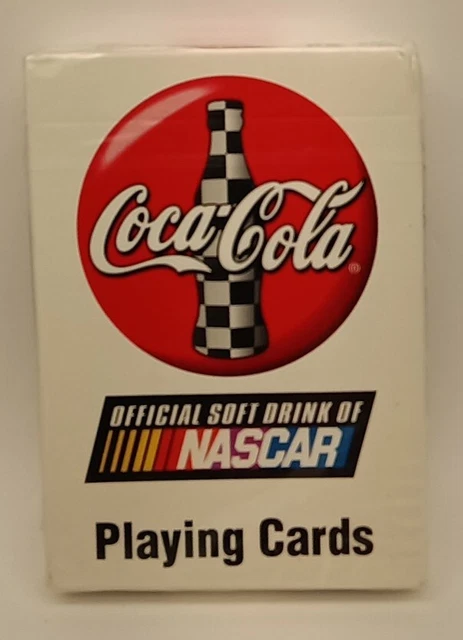 Coca-Cola
®
OFFICIAL SOFT DRINK OF
NASCAR
Playing Cards